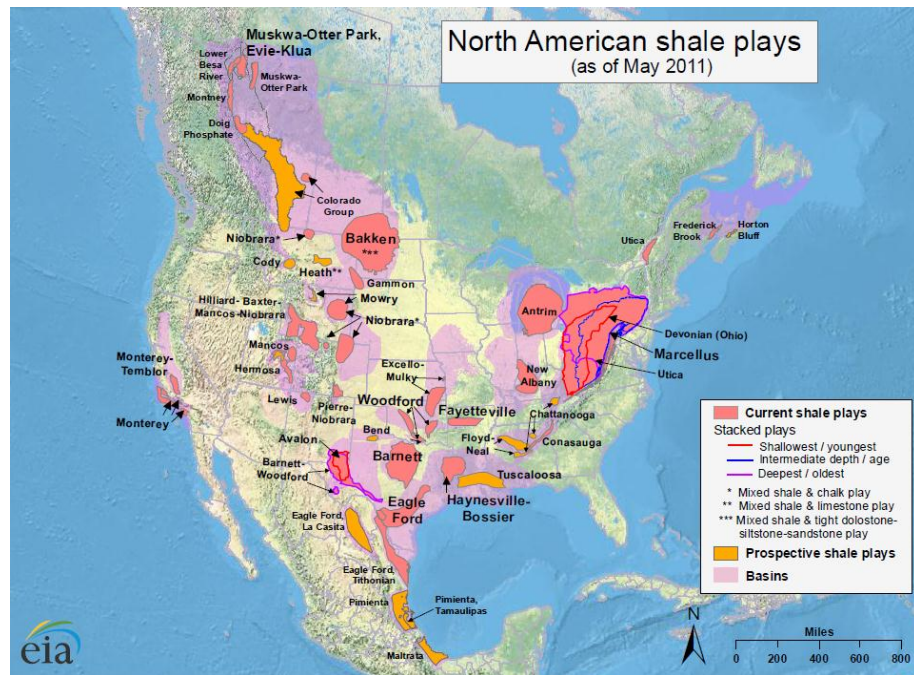 North American shale plays
(as of May 2011)
Muskwa-Otter Park,
Evie-Klua
Lower
Besa
River
Muskwa-
Otter Park
Montney
Doig
Phosphate
Colorado
Group
Niobrara*
Bakken
***
Cody
Heath**
Gammon
Mowry
Hilliard-Baxter-
Mancos-Niobrara
Niobrara*
Mancos
Hermosa
Monterey-
Temblor
Monterey
Lewis
Pierre-
Niobrara
Excello-
Mulky
Woodford
Fayetteville
Bend
Avalon
Barnett
Barnett-
Woodford
Antrim
New
Albany
Chattanooga
Floyd-
Neal
Conasauga
Tuscaloosa
Haynesville-
Bossier
Eagle
Ford
Eagle Ford,
La Casita
Eagle Ford,
Tithonian
Pimienta
Pimienta,
Tamaulipas
Maltrata
Utica
Frederick
Brook
Horton
Bluff
Devonian (Ohio)
Marcellus
Utica
Current shale plays
Stacked plays
Shallowest / youngest
Intermediate depth / age
Deepest / oldest
* Mixed shale & chalk play
** Mixed shale & limestone play
*** Mixed shale & tight dolostone-
siltstone-sandstone play
Prospective shale plays
Basins
N
Miles
0 200 400 600 800
eia